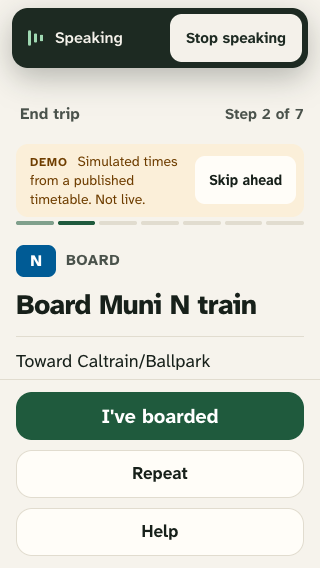 Speaking
Stop speaking
End trip
Step 2 of 7
DEMO Simulated times
from a published
timetable. Not live.
Skip ahead
N BOARD
Board Muni N train
Toward Caltrain/Ballpark
I've boarded
Repeat
Help